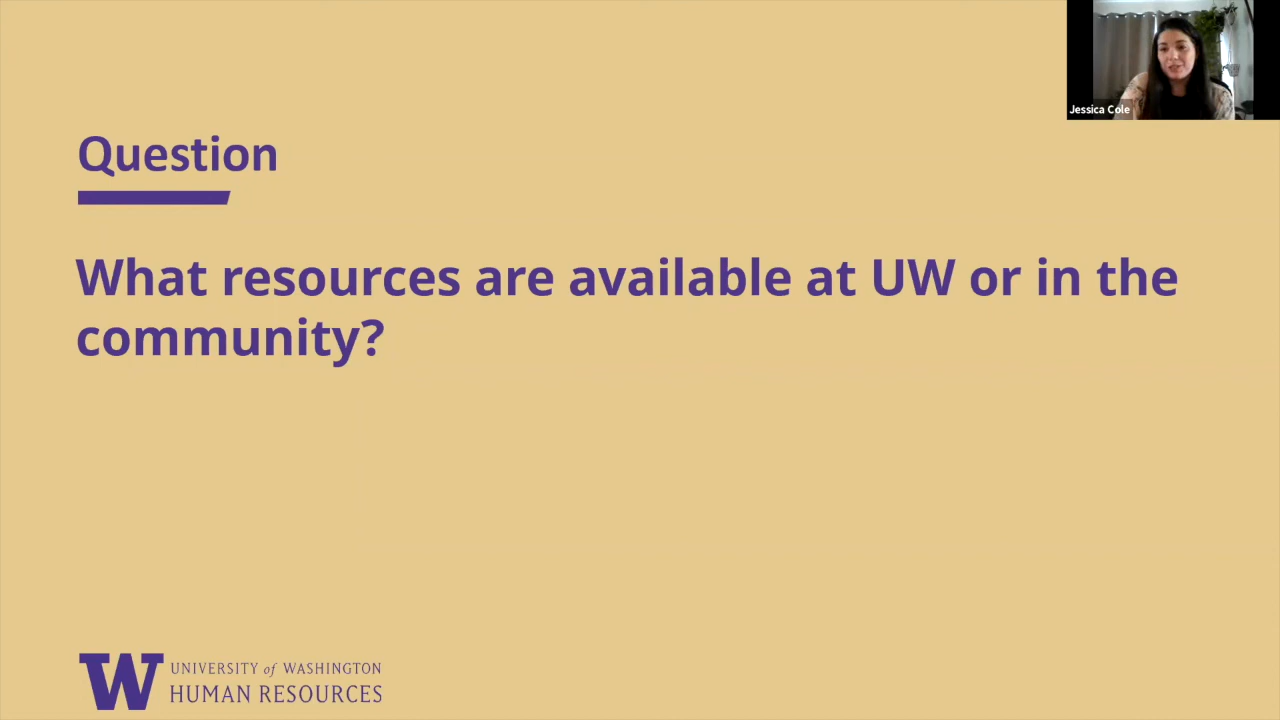 Jessica Cole
Question
What resources are available at UW or in the
community?
W
UNIVERSITY of WASHINGTON
HUMAN RESOURCES